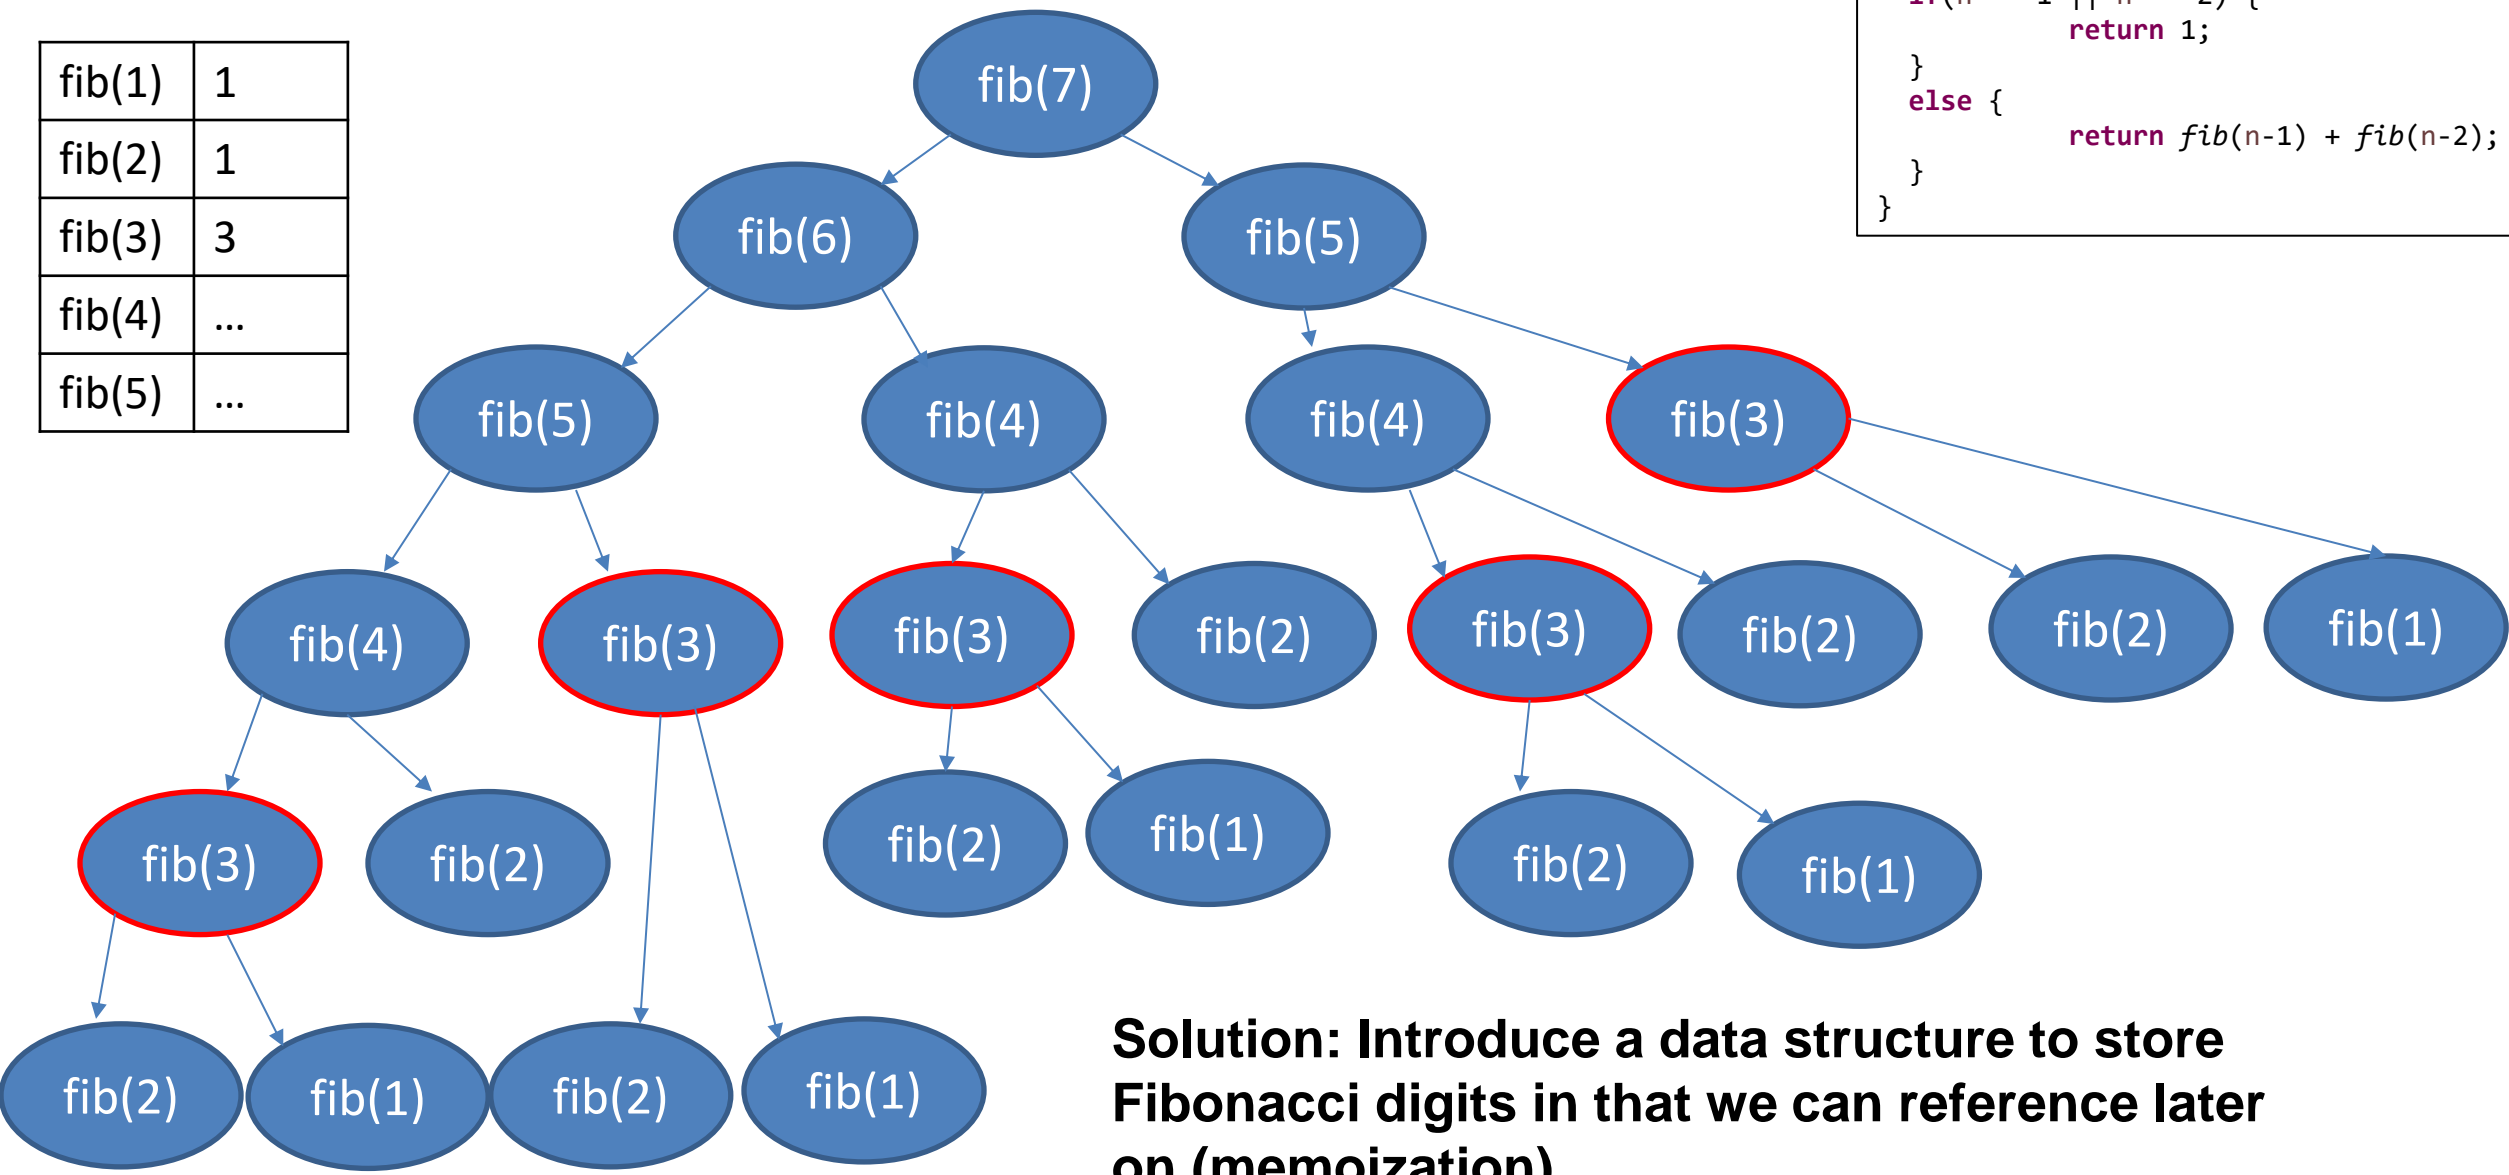 fib(1) 1
fib(2) 1
fib(3) 3
fib(4) ...
fib(5) ...
return 1;
}
else {
return fib(n-1) + fib(n-2);
}
}
fib(7)
fib(6) fib(5)
fib(5) fib(4) fib(4) fib(3)
fib(4) fib(3) fib(3) fib(2) fib(3) fib(2) fib(2) fib(1)
fib(3) fib(2) fib(2) fib(1) fib(2) fib(1)
fib(2) fib(1) fib(2) fib(1)
Solution: Introduce a data structure to store
Fibonacci digits in that we can reference later
on (memoization)